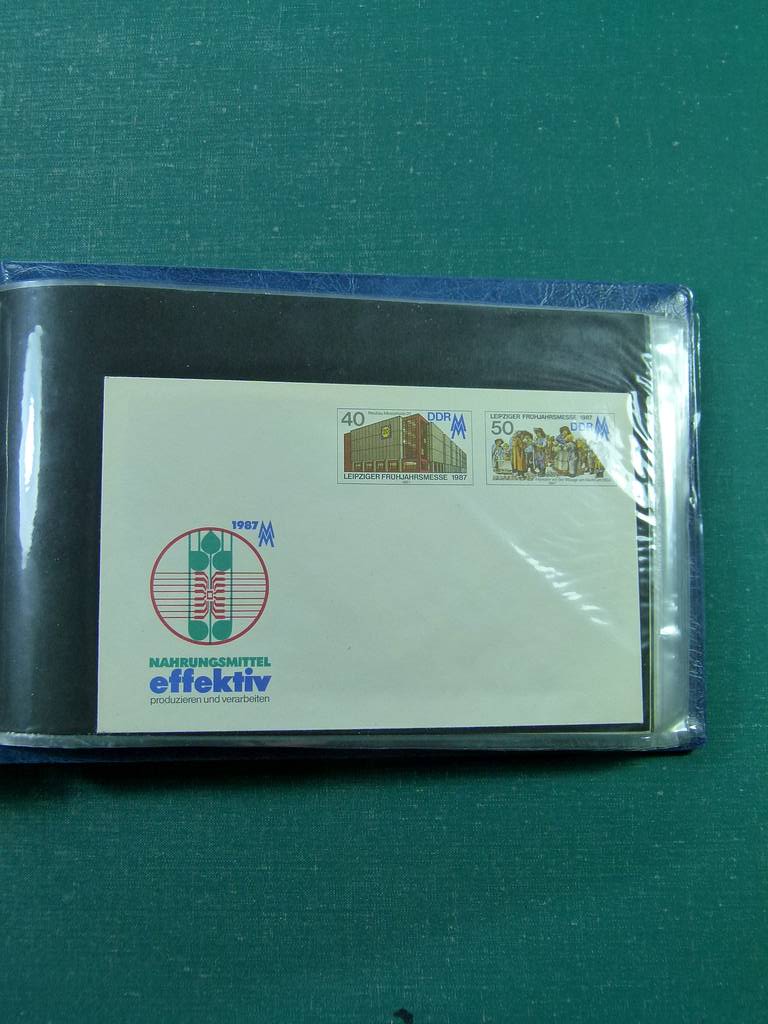 40
DDR
LEIPZIGER FRÜHJAHRSMESSE 1987
LEIPZIGER FRÜHJAHRSMESSE 1987
50
DDR
1987
NAHRUNGSMITTEL
effektiv
produzieren und verarbeiten